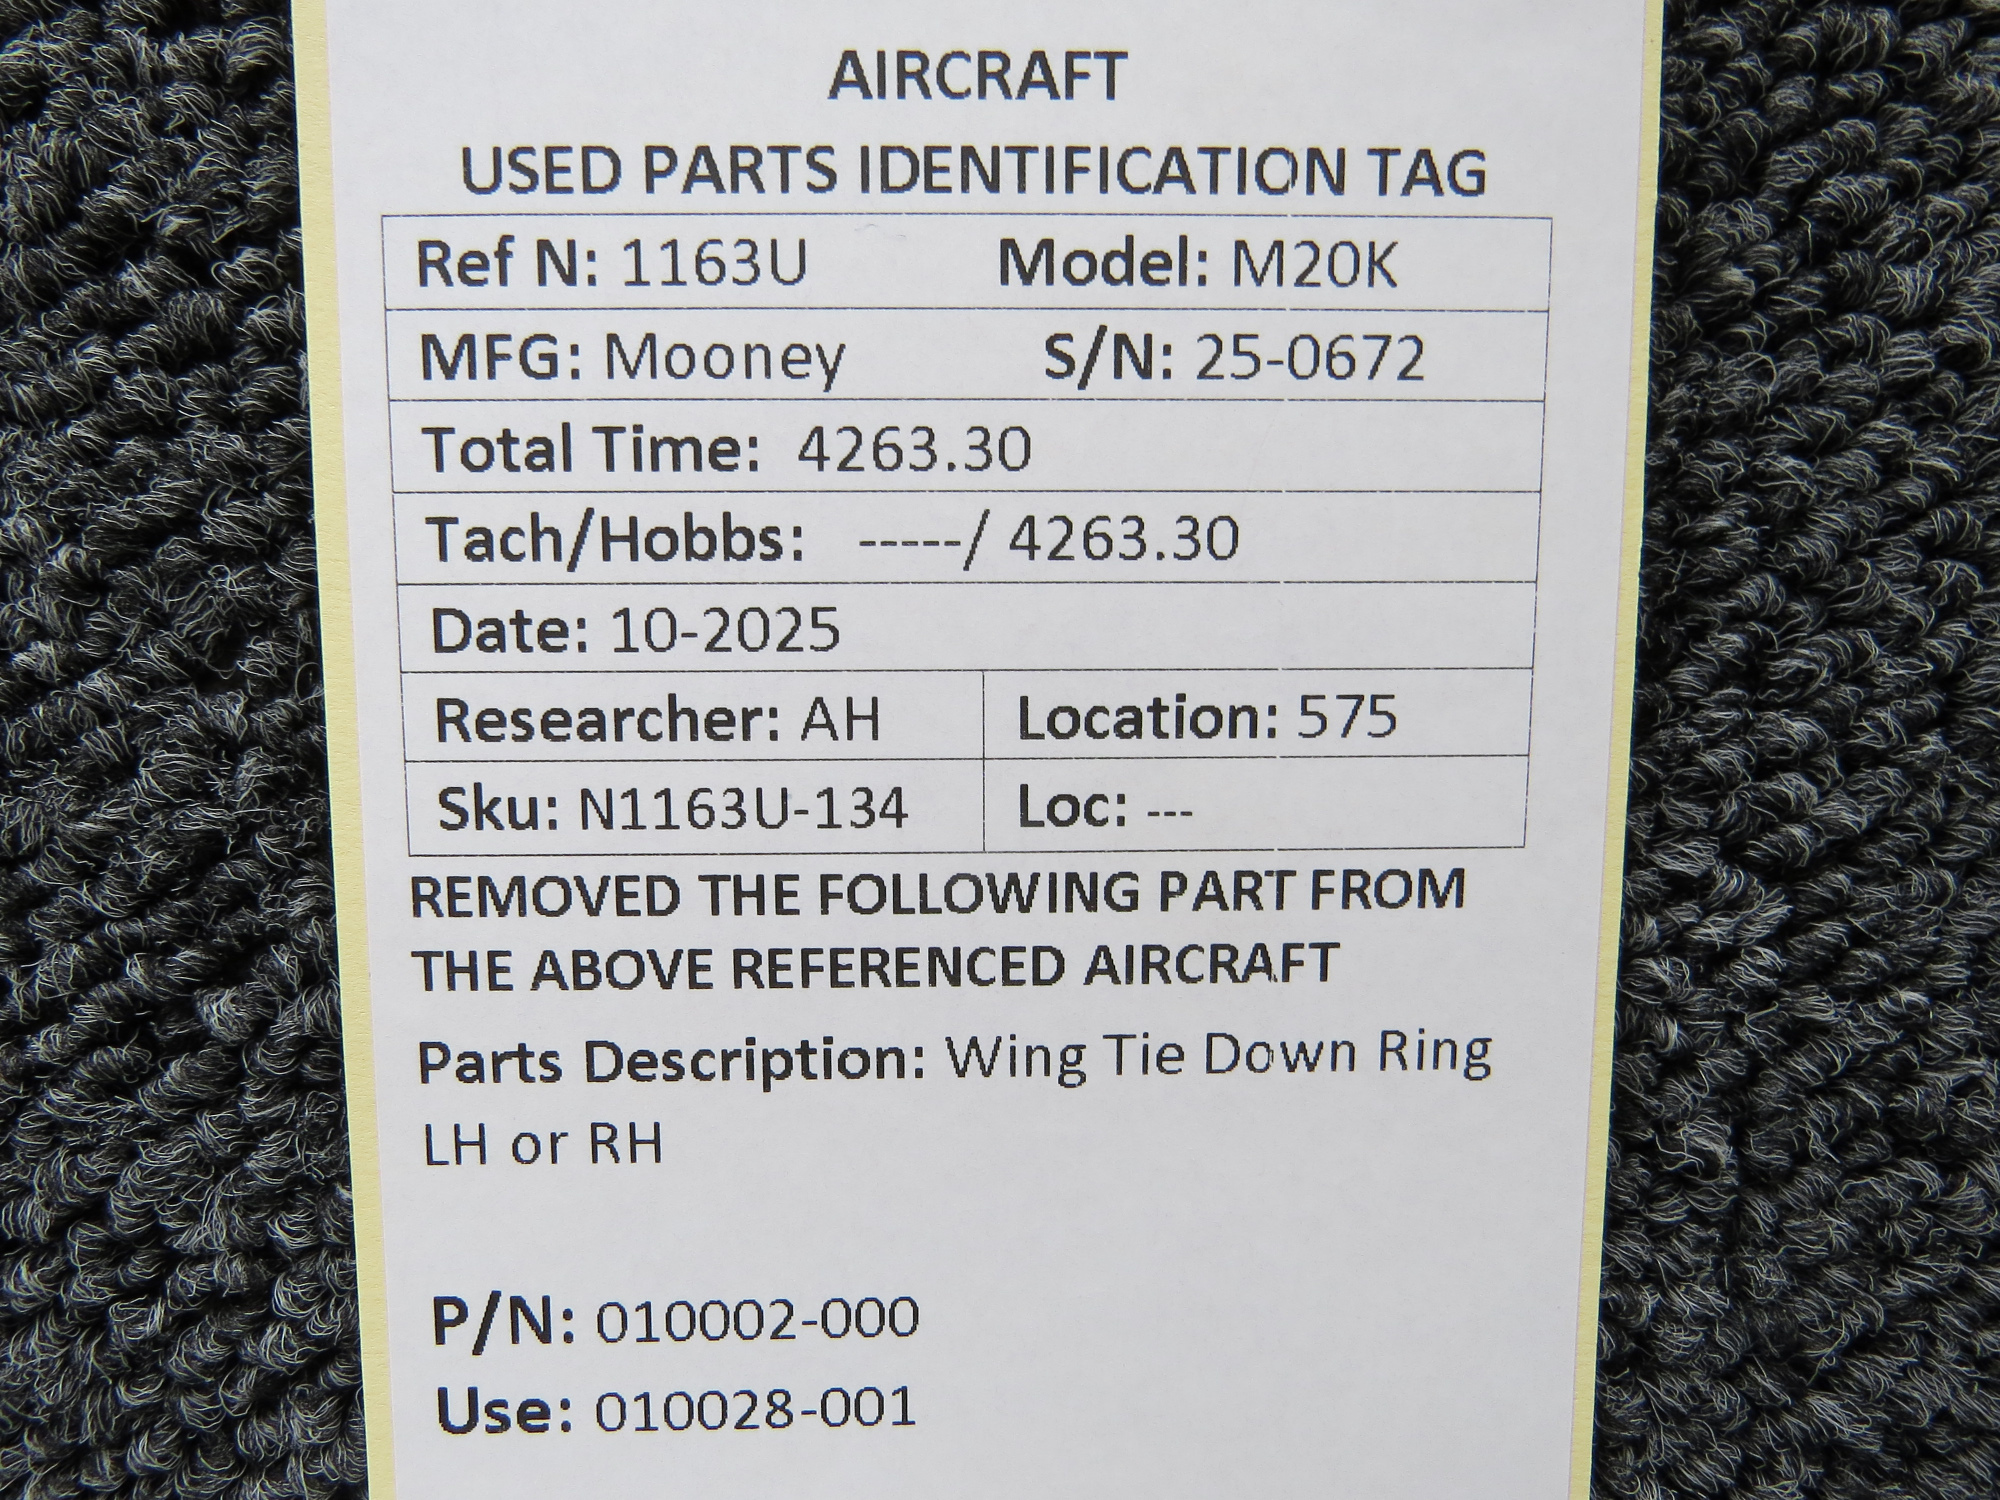 AIRCRAFT
USED PARTS IDENTIFICATION TAG
Ref N: 1163U Model: M20K
MFG: Mooney S/N: 25-0672
Total Time: 4263.30
Tach/Hobbs: -----/ 4263.30
Date: 10-2025
Researcher: AH Location: 575
Sku: N1163U-134 Loc: ---
REMOVED THE FOLLOWING PART FROM
THE ABOVE REFERENCED AIRCRAFT
Parts Description: Wing Tie Down Ring
LH or RH
P/N: 010002-000
Use: 010028-001